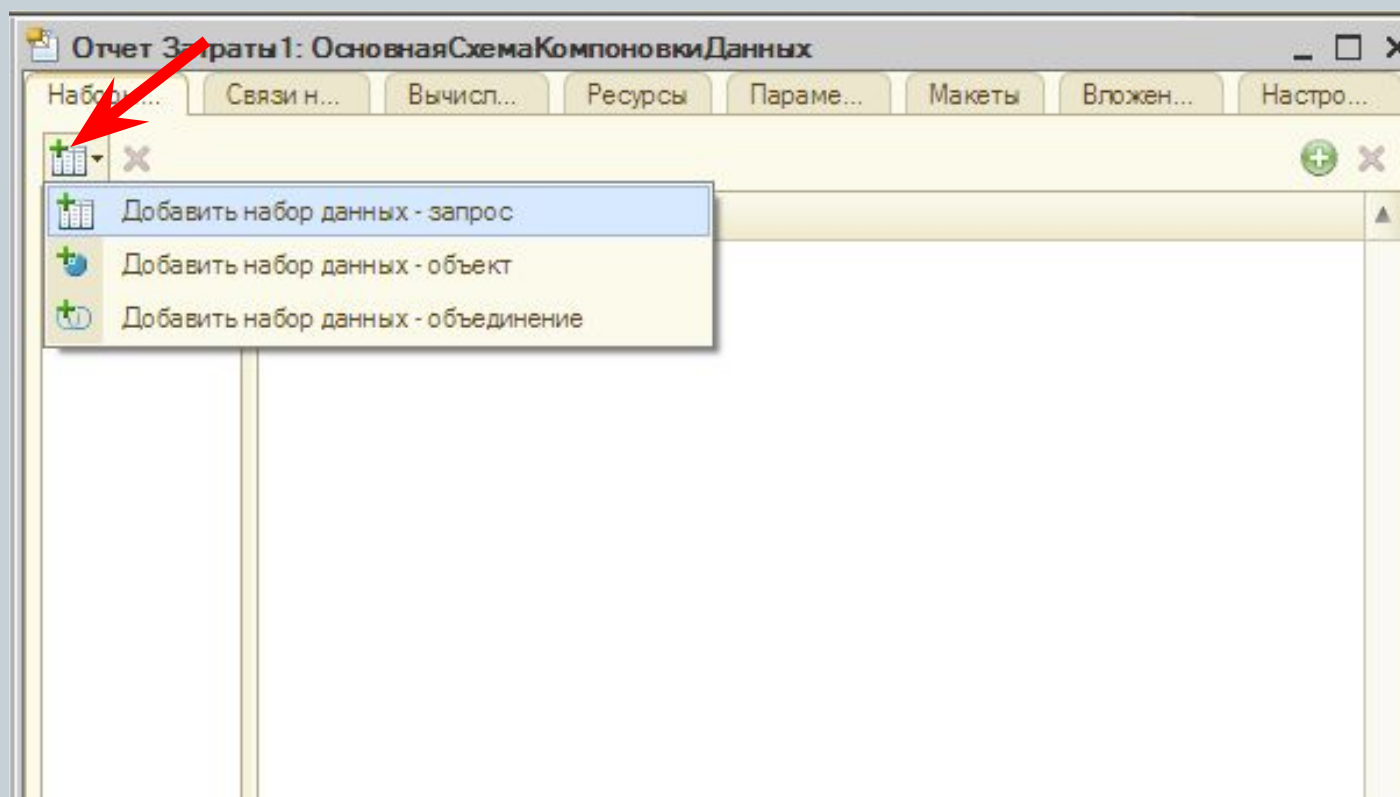 Отчет Затраты1: ОсновнаяСхемаКомпоновкиДанных
Связи н... Вычисл... Ресурсы Параме... Макеты Вложен... Настро...
Добавить набор данных - запрос
Добавить набор данных - объект
Добавить набор данных - объединение